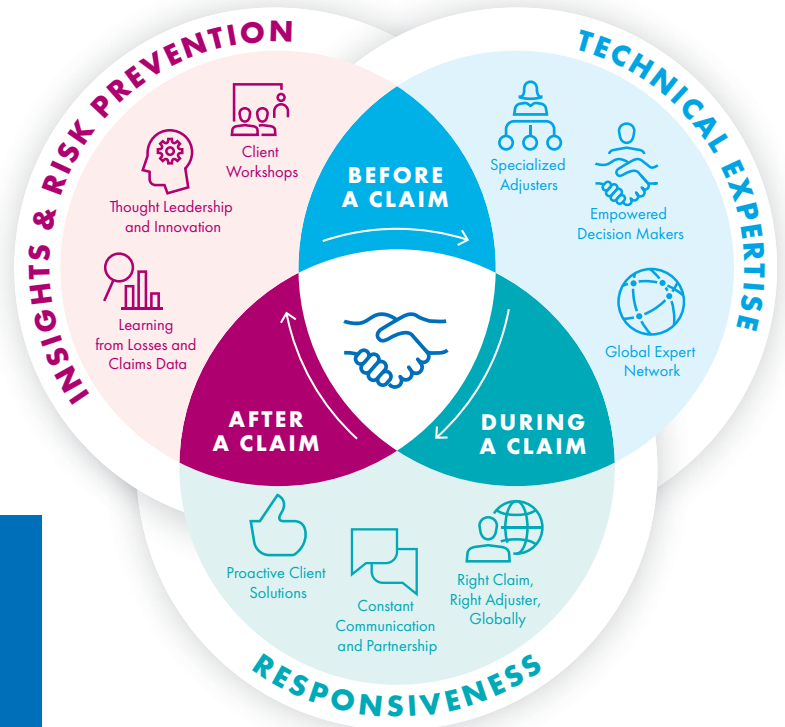 INSIGHTS & RISK PREVENTION
TECHNICAL EXPERTISE
Client
Workshops
Thought Leadership
and Innovation
Learning
from Losses and
Claims Data
BEFORE
A CLAIM
Specialized
Adjusters
Empowered
Decision Makers
Global Expert
Network
AFTER
A CLAIM
DURING
A CLAIM
Proactive Client
Solutions
Constant
Communication
and Partnership
Right Claim,
Right Adjuster,
Globally
RESPONSIVENESS